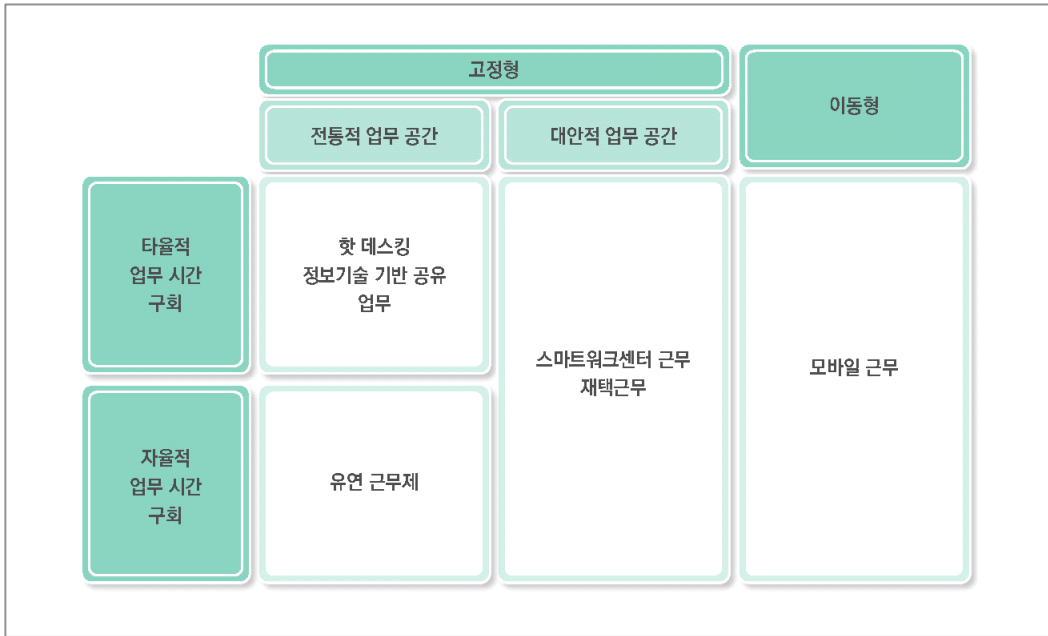 고정형
이동형
전통적 업무 공간
대안적 업무 공간
타율적
업무 시간
구회
핫 데스킹
정보기술 기반 공유
업무
스마트워크센터 근무
재택근무
모바일 근무
자율적
업무 시간
구회
유연 근무제